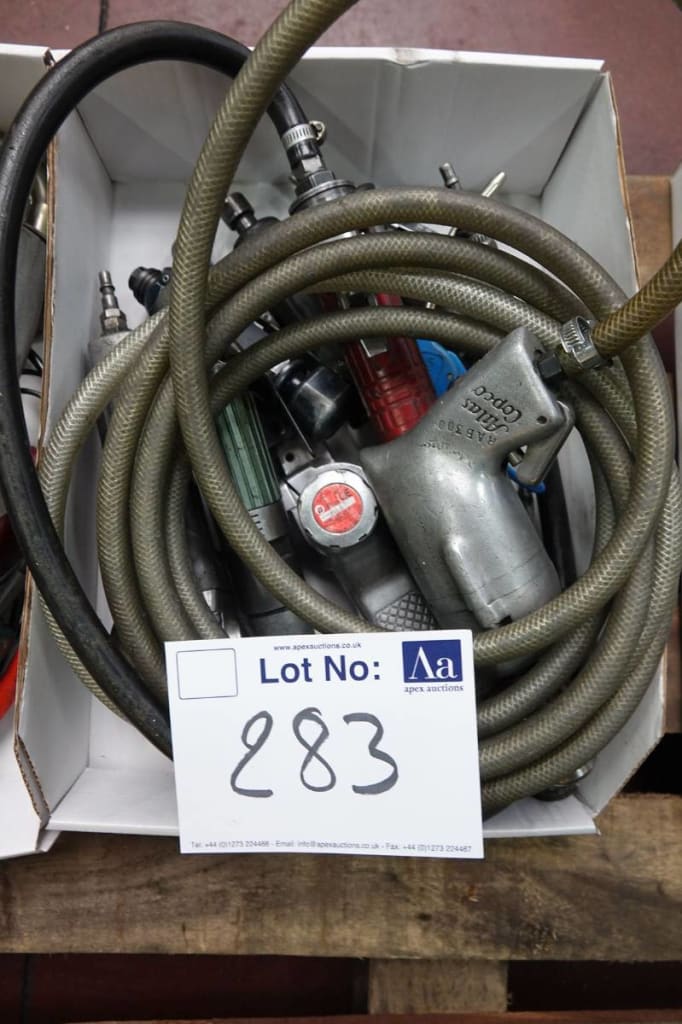 Atlas
Copco
www.apexauctions.co.uk
Lot No:
Aa
apex auctions
283
Tel: +44 (0)1273 224466 - Email: info@apexauctions.co.uk - Fax: +44 (0)1273 224467